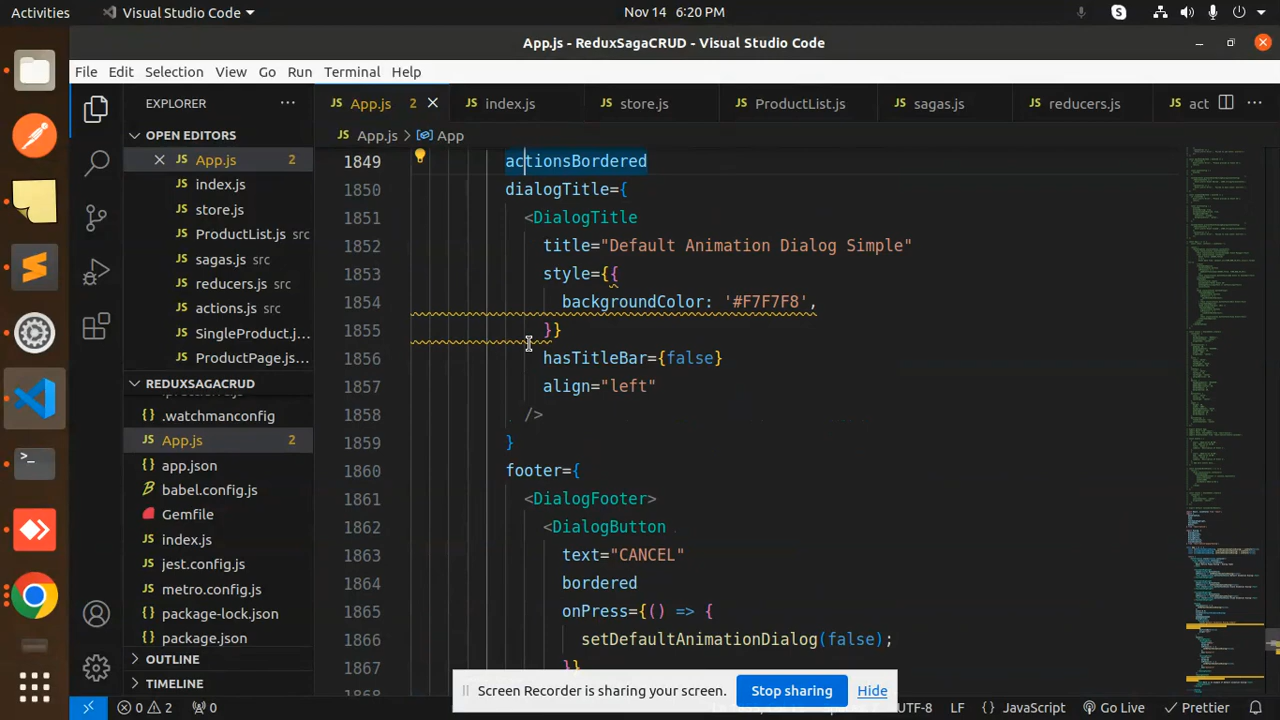 Activities
Visual Studio Code
Nov 14 6:20 PM
App.js - ReduxSagaCRUD - Visual Studio Code
File Edit Selection View Go Run Terminal Help
EXPLORER
JS App.js 2
JS index.js
JS store.js
JS ProductList.js
JS sagas.js
JS reducers.js
JS act
JS App.js > App
OPEN EDITORS
JS App.js 2
JS index.js
JS store.js
JS ProductList.js src
JS sagas.js src
JS reducers.js src
JS actions.js src
JS SingleProduct.j...
JS ProductPage.js...
REDUXSAGACRUD
{} .watchmanconfig
JS App.js 2
{} app.json
babel.config.js
Gemfile
JS index.js
JS jest.config.js
JS metro.config.js
{} package-lock.json
{} package.json
OUTLINE
TIMELINE
1849 actionsBordered
1850 dialogTitle={
1851 <DialogTitle
1852 title="Default Animation Dialog Simple"
1853 style={{
1854 backgroundColor: '#F7F7F8',
1855 }}
1856 hasTitleBar={false}
1857 align="left"
1858 />
1859 }
1860 footer={
1861 <DialogFooter>
1862 <DialogButton
1863 text="CANCEL"
1864 bordered
1865 onPress={() => {
1866 setDefaultAnimationDialog(false);
1867 }}
Screen Recorder is sharing your screen.
Stop sharing
Hide
0 2 0
UTF-8 LF {} JavaScript Go Live Prettier